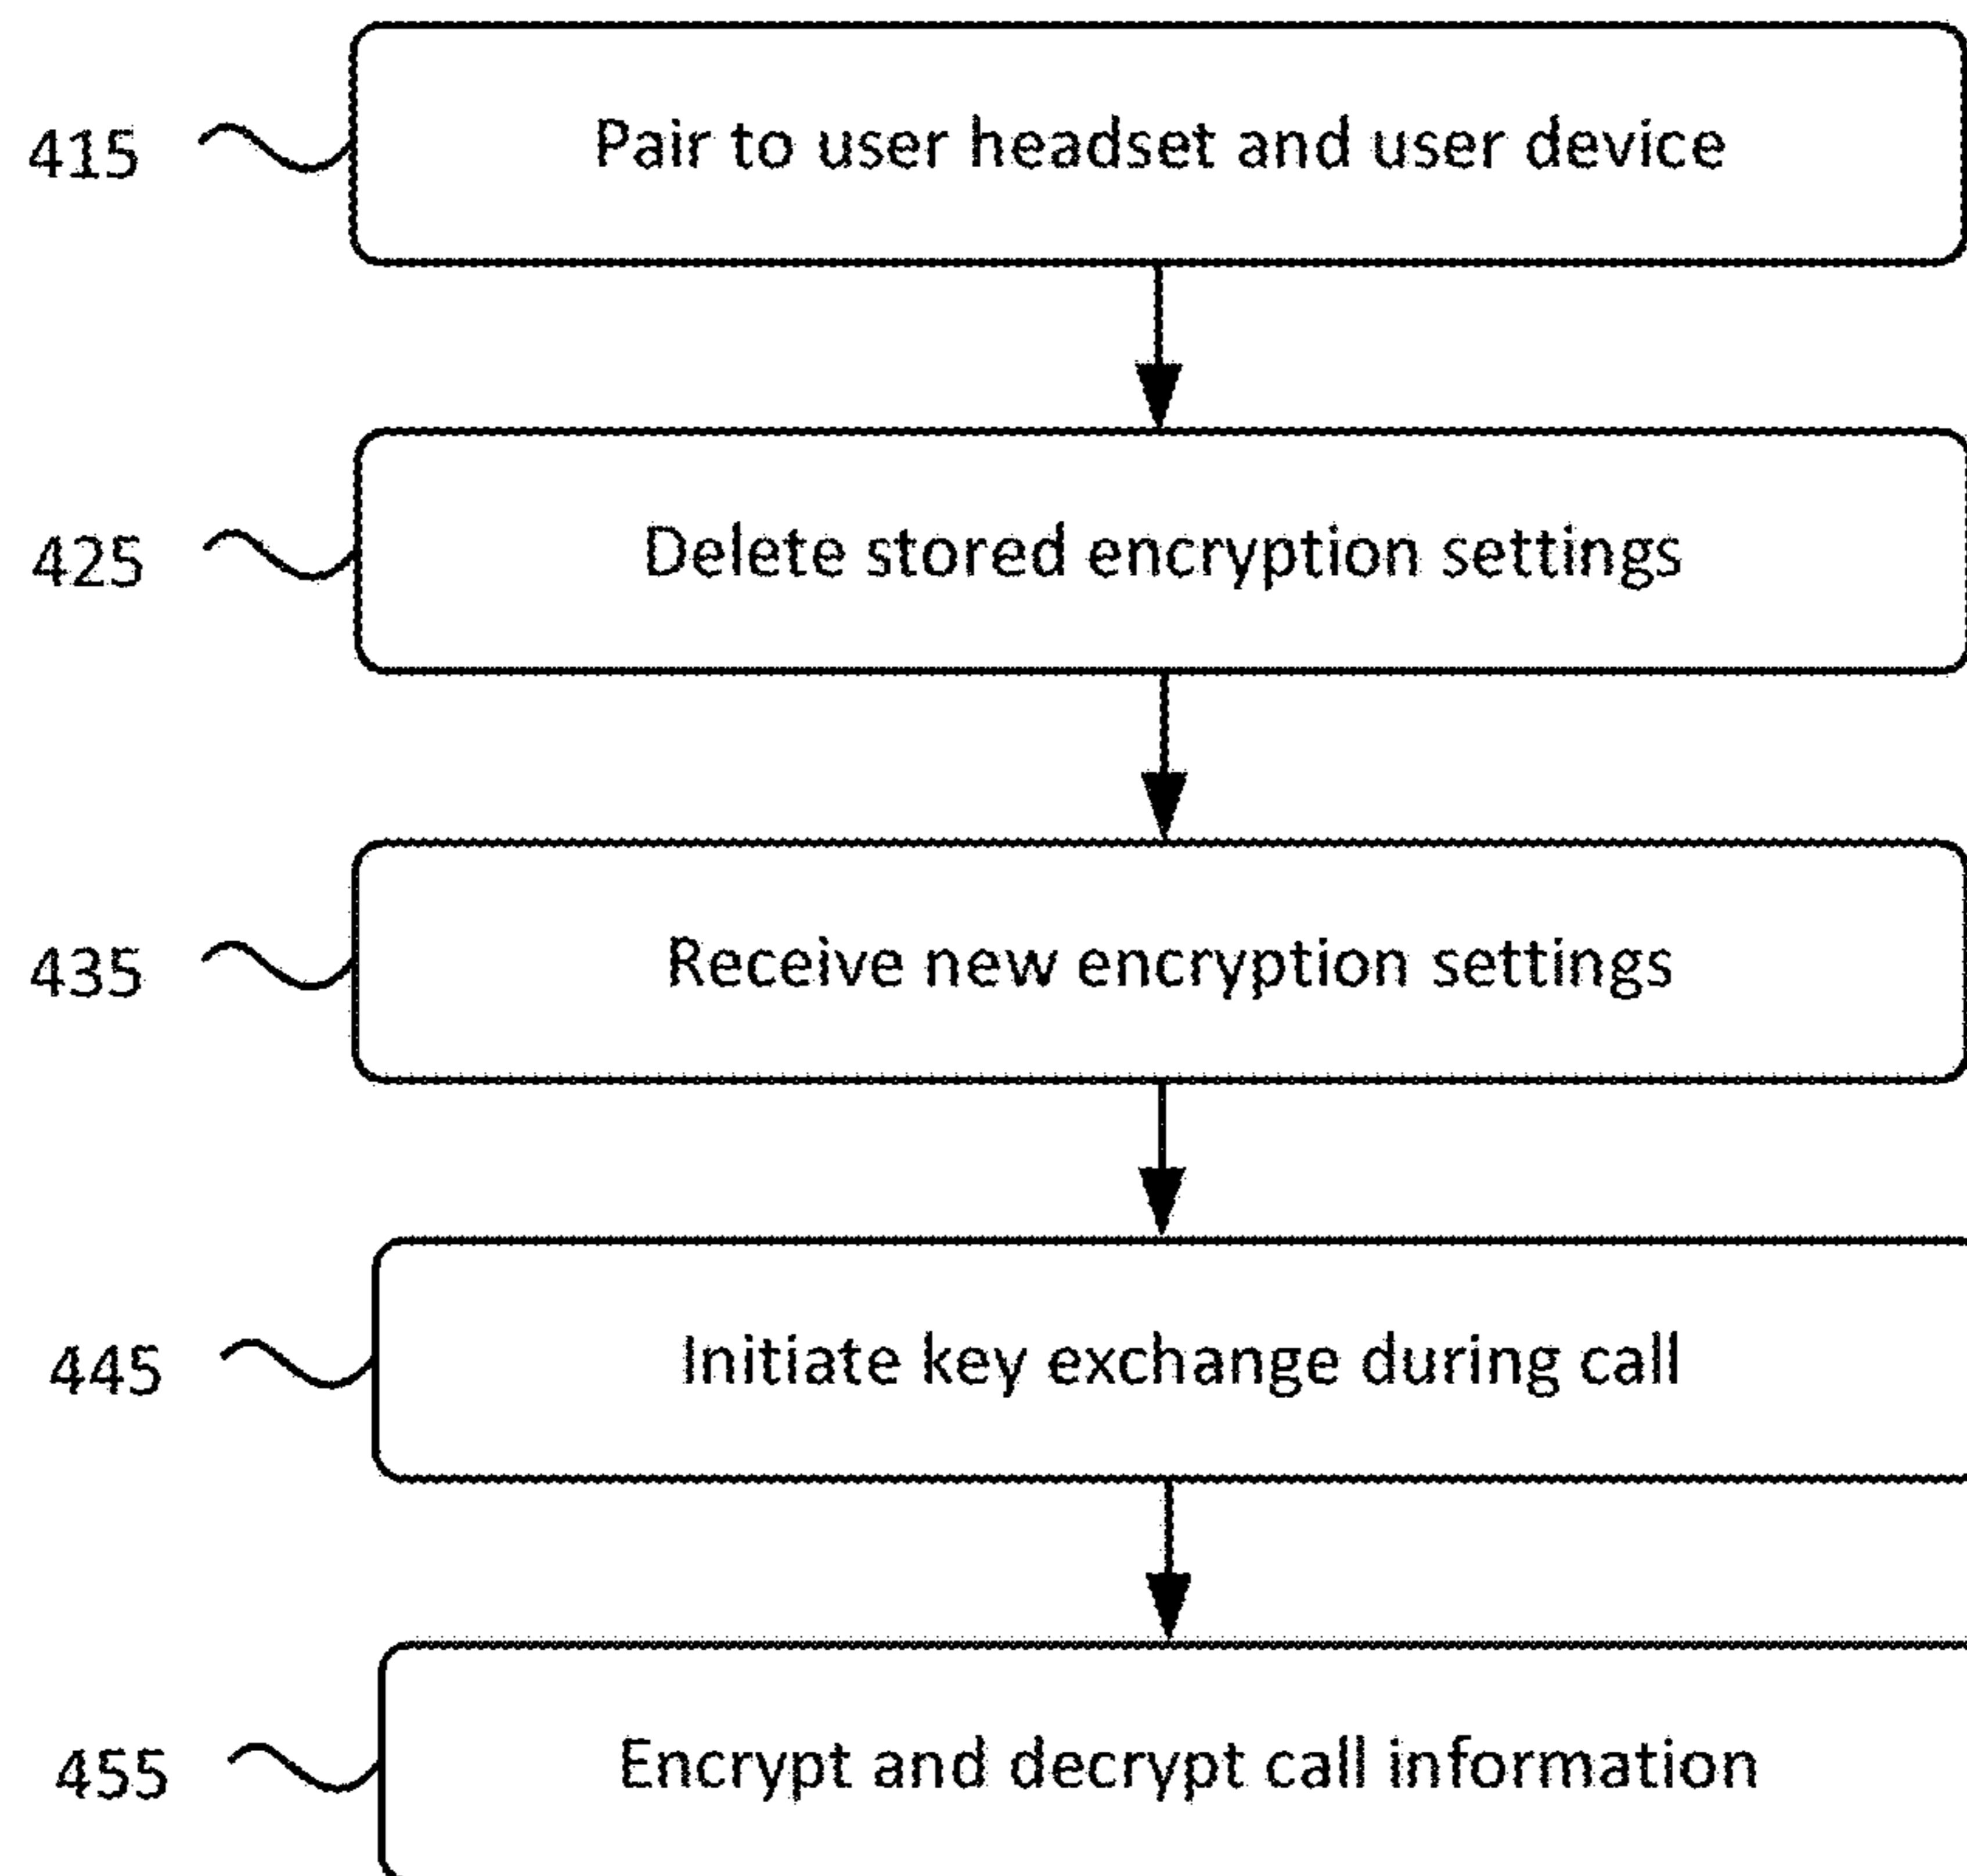 415 Pair to user headset and user device
425 Delete stored encryption settings
435 Receive new encryption settings
445 Initiate key exchange during call
455 Encrypt and decrypt call information